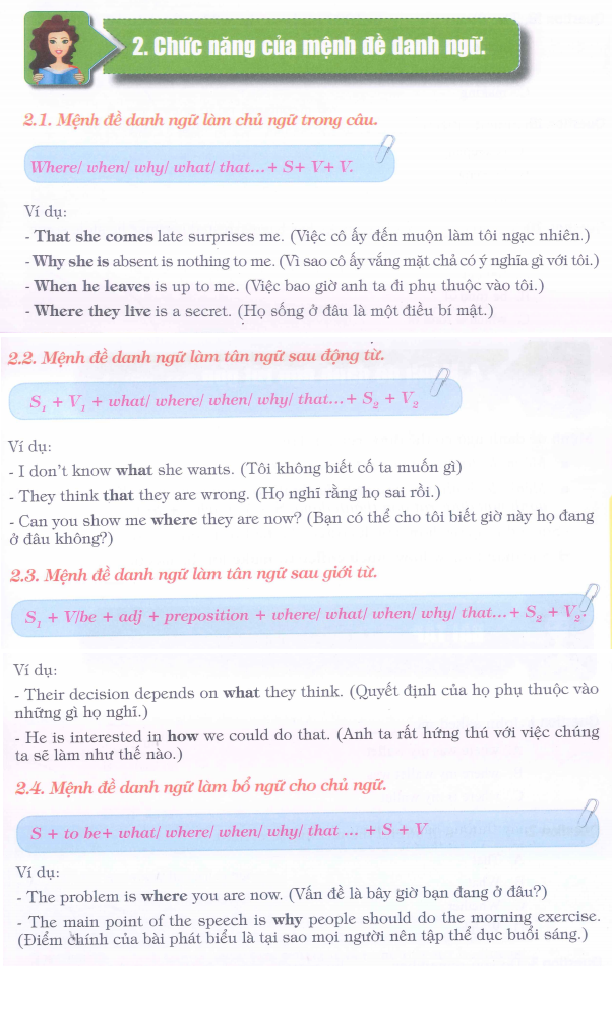 2. Chức năng của mệnh đề danh ngữ.
2.1. Mệnh đề danh ngữ làm chủ ngữ trong câu.
Where/ when/ why/ what/ that...+ S+ V+ V.
Ví dụ:
- That she comes late surprises me. (Việc cô ấy đến muộn làm tôi ngạc nhiên.)
- Why she is absent is nothing to me. (Vì sao cô ấy vắng mặt chả có ý nghĩa gì với tôi.)
- When he leaves is up to me. (Việc bao giờ anh ta đi phụ thuộc vào tôi.)
- Where they live is a secret. (Họ sống ở đâu là một điều bí mật.)
2.2. Mệnh đề danh ngữ làm tân ngữ sau động từ.
S₁ + V₁ + what/ where/ when/ why/ that...+ S₂ + V₂
Ví dụ:
- I don't know what she wants. (Tôi không biết cố ta muốn gì)
- They think that they are wrong. (Họ nghĩ rằng họ sai rồi.)
- Can you show me where they are now? (Bạn có thể cho tôi biết giờ này họ đang
ở đâu không?)
2.3. Mệnh đề danh ngữ làm tân ngữ sau giới từ.
S₁ + V/be + adj + preposition + where/ what/ when/ why/ that...+ S₂ + V₂.
Ví dụ:
- Their decision depends on what they think. (Quyết định của họ phụ thuộc vào
những gì họ nghĩ.)
- He is interested in how we could do that. (Anh ta rất hứng thú với việc chúng
ta sẽ làm như thế nào.)
2.4. Mệnh đề danh ngữ làm bổ ngữ cho chủ ngữ.
S + to be+ what/ where/ when/ why/ that ... + S + V
Ví dụ:
- The problem is where you are now. (Vấn đề là bây giờ bạn đang ở đâu?)
- The main point of the speech is why people should do the morning exercise.
(Điểm chính của bài phát biểu là tại sao mọi người nên tập thể dục buổi sáng.)